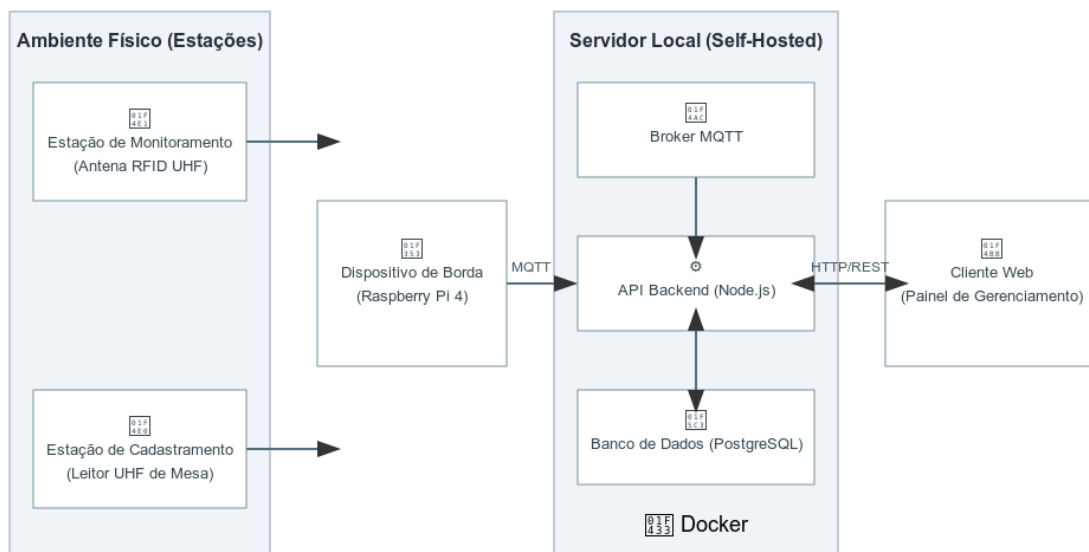 Ambiente Físico (Estações)
Estação de Monitoramento
(Antena RFID UHF)
Estação de Cadastramento
(Leitor UHF de Mesa)
Dispositivo de Borda
(Raspberry Pi 4)
MQTT
Servidor Local (Self-Hosted)
Broker MQTT
API Backend (Node.js)
Banco de Dados (PostgreSQL)
Docker
HTTP/REST
Cliente Web
(Painel de Gerenciamento)